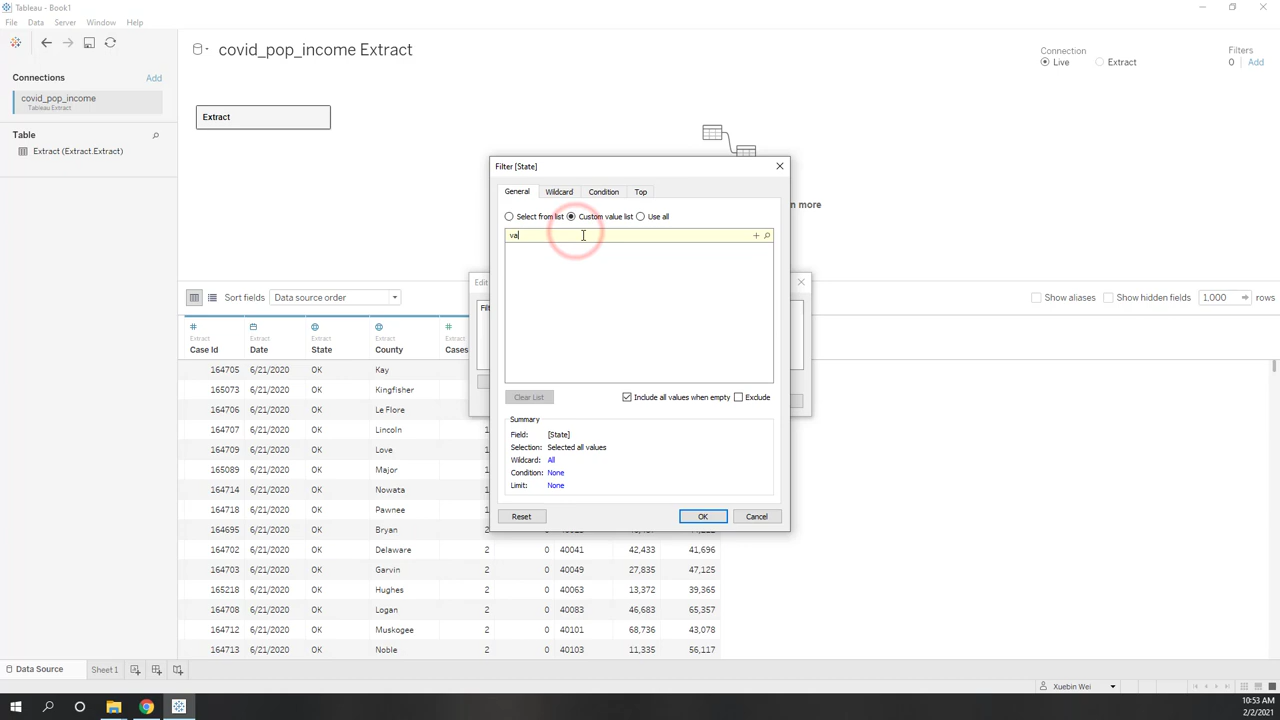 Tableau - Book1
File Data Server Window Help
covid_pop_income Extract
Connection
Live Extract
Filters
0 Add
Connections Add
covid_pop_income
Tableau Extract
Table
Extract (Extract.Extract)
Extract
Filter [State]
General Wildcard Condition Top
Select from list Custom value list Use all
va
Clear List
Include all values when empty Exclude
Summary
Field: [State]
Selection: Selected all values
Wildcard: All
Condition: None
Limit: None
Reset OK Cancel
Sort fields Data source order
Show aliases Show hidden fields 1,000 rows
Extract Extract Extract Extract Extract
Case Id Date State County Cases
164705 6/21/2020 OK Kay
165073 6/21/2020 OK Kingfisher
164706 6/21/2020 OK Le Flore
164707 6/21/2020 OK Lincoln
164709 6/21/2020 OK Love
165089 6/21/2020 OK Major
164714 6/21/2020 OK Nowata
164718 6/21/2020 OK Pawnee
164695 6/21/2020 OK Bryan
164702 6/21/2020 OK Delaware 2 0 40041 42,433 41,696
164703 6/21/2020 OK Garvin 2 0 40049 27,835 47,125
165218 6/21/2020 OK Hughes 2 0 40063 13,372 39,365
164708 6/21/2020 OK Logan 2 0 40083 46,683 65,357
164712 6/21/2020 OK Muskogee 2 0 40101 68,736 43,078
164713 6/21/2020 OK Noble 2 0 40103 11,335 56,117
Data Source Sheet 1
Xuebin Wei
10:53 AM
2/2/2021